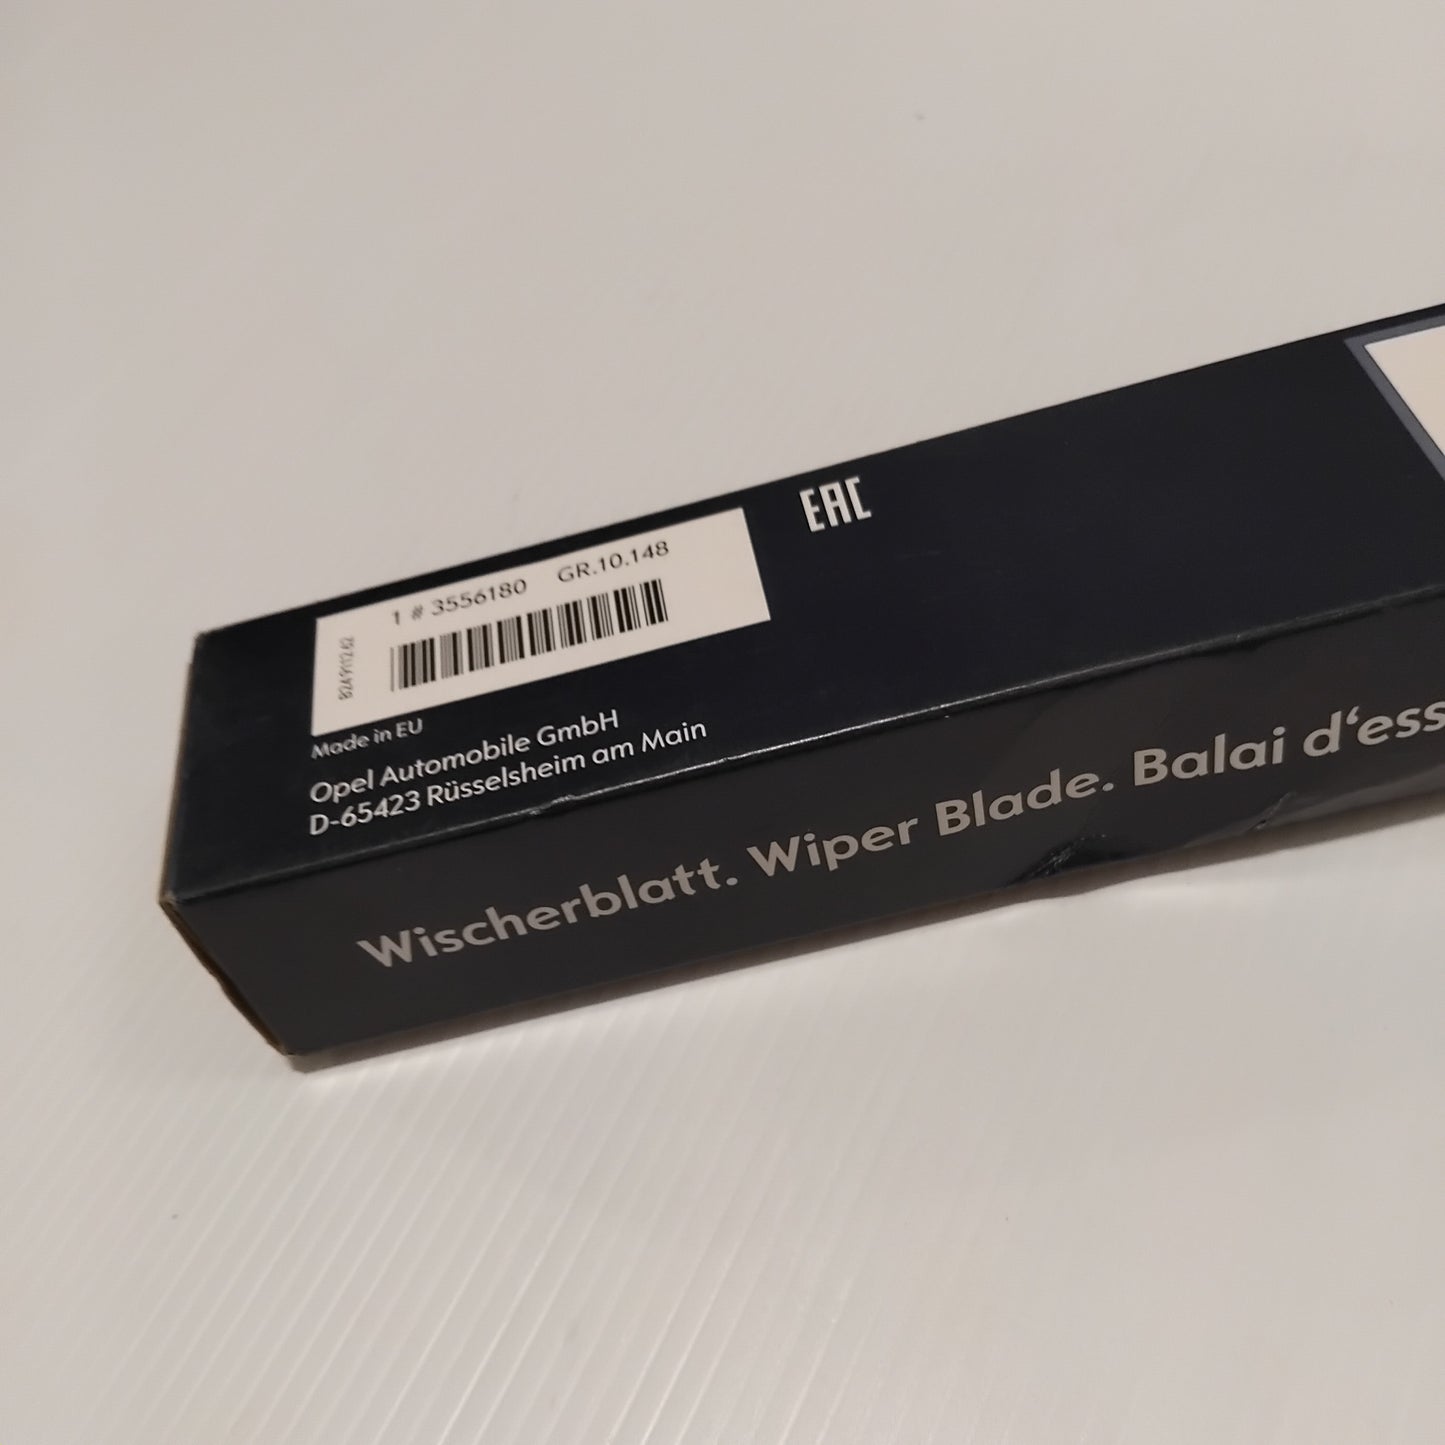 EAC
1 # 3556180 GR.10.148
Made in EU
Opel Automobile GmbH
D-65423 Rüsselsheim am Main
Wischerblatt. Wiper Blade. Balai d‘ess